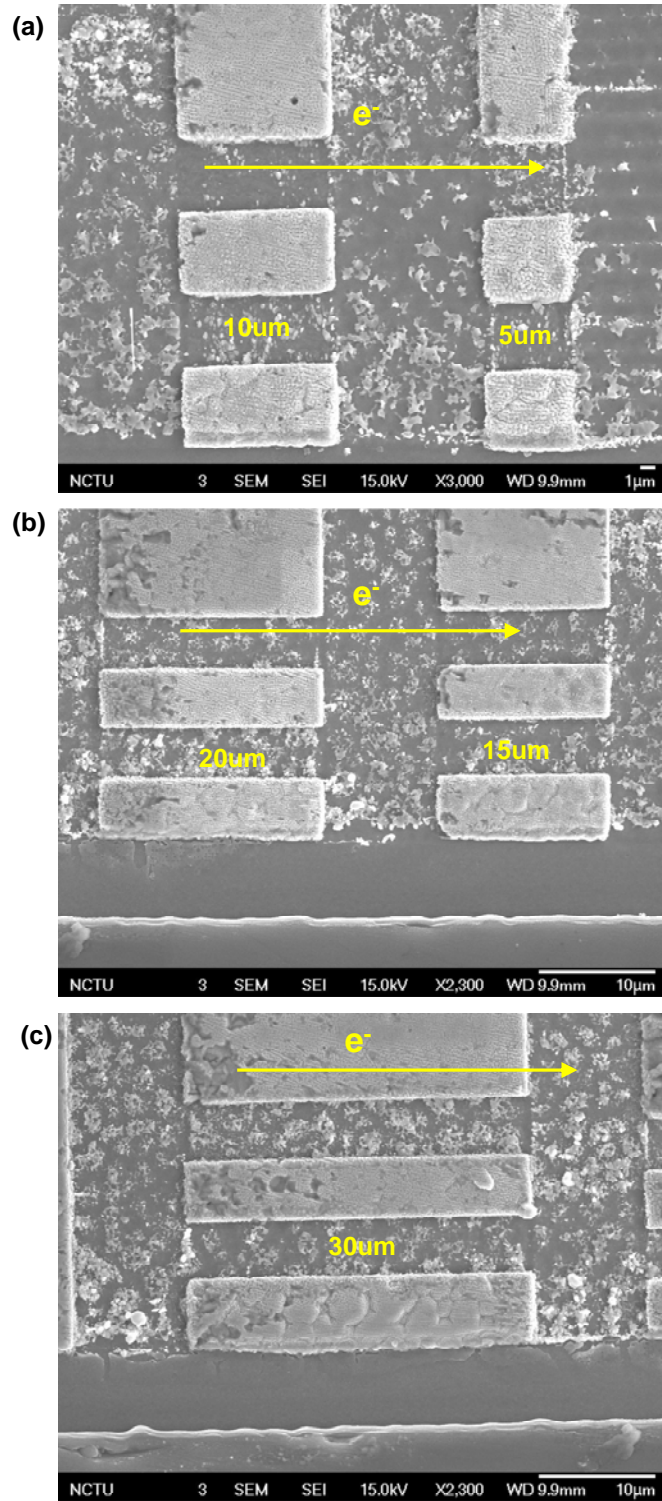 (a)
e-
10um
5um
NCTU 3 SEM SEI 15.0kV X3,000 WD 9.9mm 1μm
(b)
e-
20um
15um
NCTU 3 SEM SEI 15.0kV X2,300 WD 9.9mm 10μm
(c)
e-
30um
NCTU 3 SEM SEI 15.0kV X2,300 WD 9.9mm 10μm